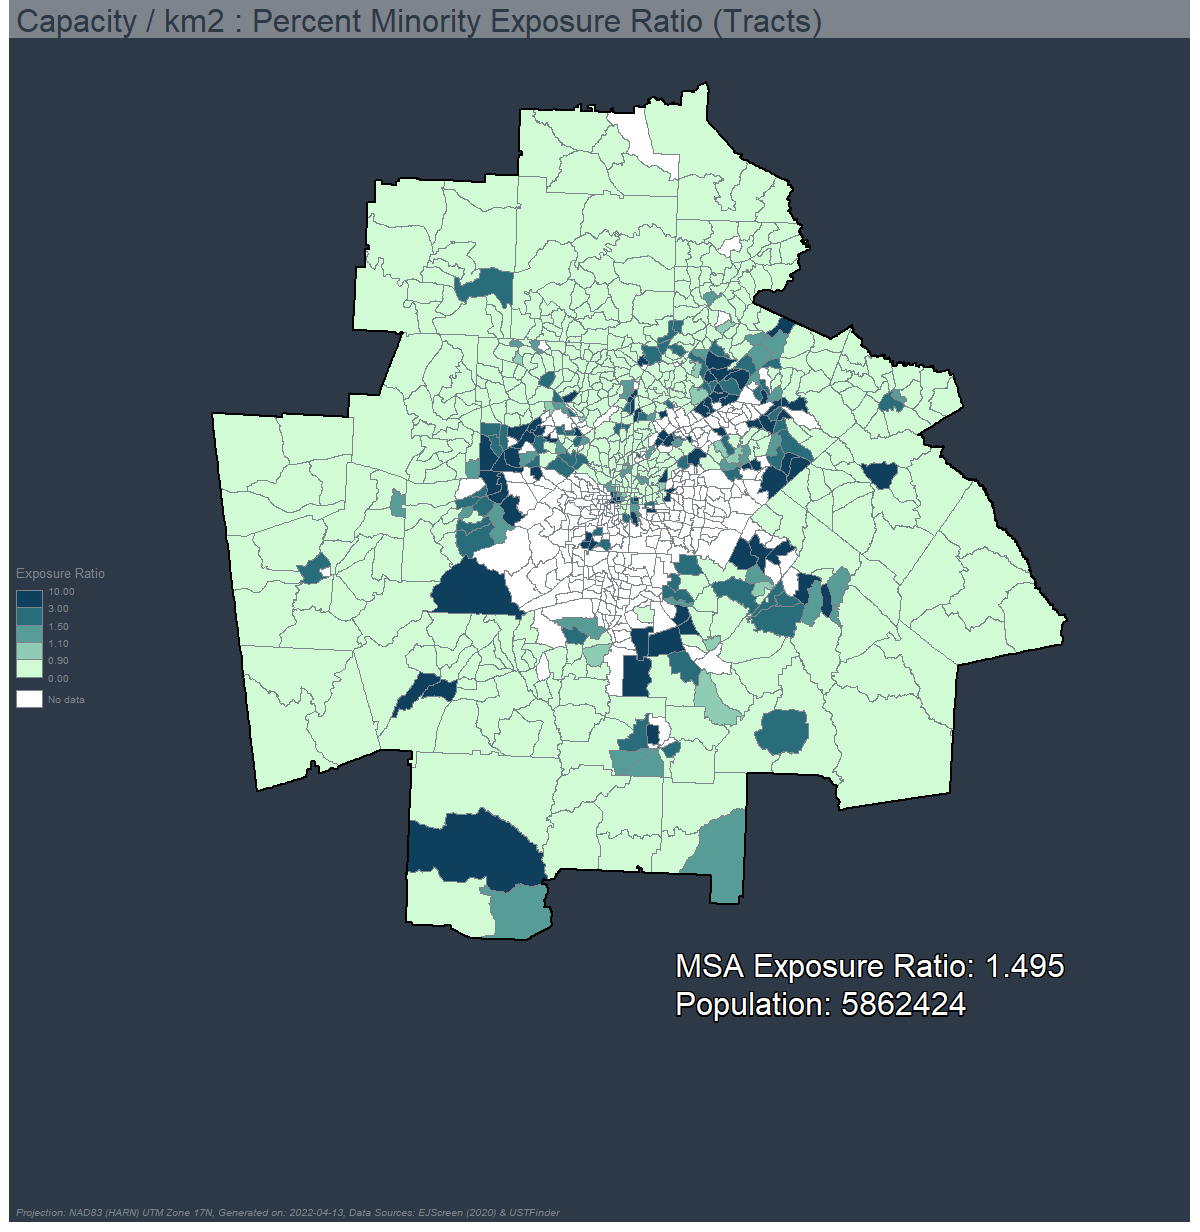 Capacity / km2 : Percent Minority Exposure Ratio (Tracts)
Exposure Ratio
10.00
3.00
1.50
1.10
0.90
0.00
No data
MSA Exposure Ratio: 1.495
Population: 5862424
Projection: NAD83 (HARN) UTM Zone 17N, Generated on: 2022-04-13, Data Sources: EJScreen (2020) & USTFinder